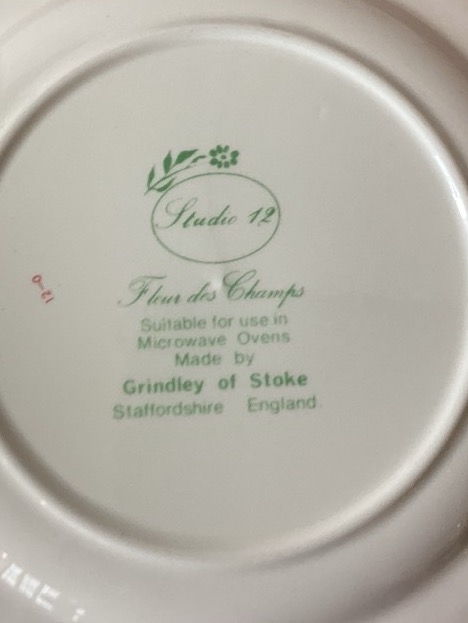 Studio 12
Fleur des Champs
Suitable for use in
Microwave Ovens
Made by
Grindley of Stoke
Staffordshire England.